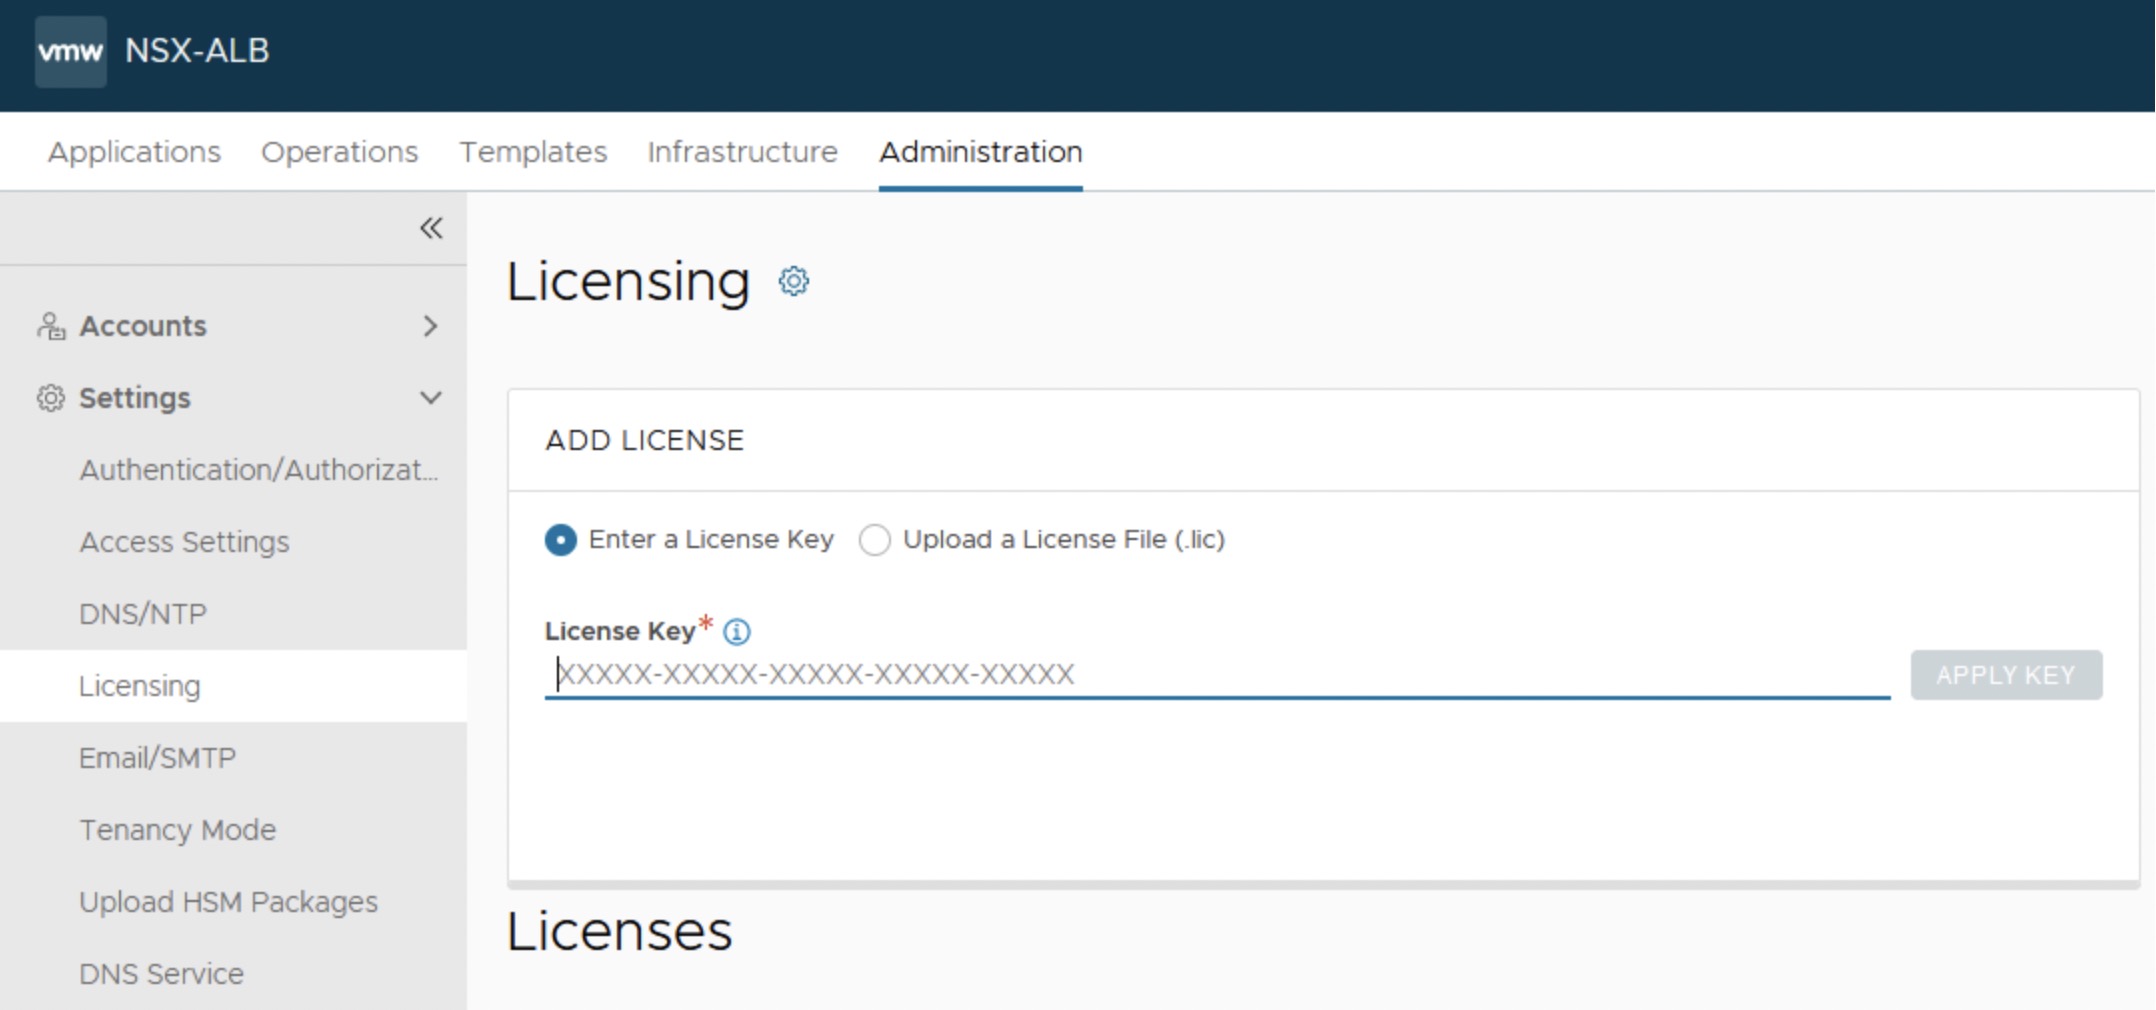 vmw NSX-ALB
Applications Operations Templates Infrastructure Administration
Accounts
Settings
Authentication/Authorizat...
Access Settings
DNS/NTP
Licensing
Email/SMTP
Tenancy Mode
Upload HSM Packages
DNS Service
Licensing
ADD LICENSE
Enter a License Key Upload a License File (.lic)
License Key*
XXXXX-XXXXX-XXXXX-XXXXX-XXXXX
APPLY KEY
Licenses